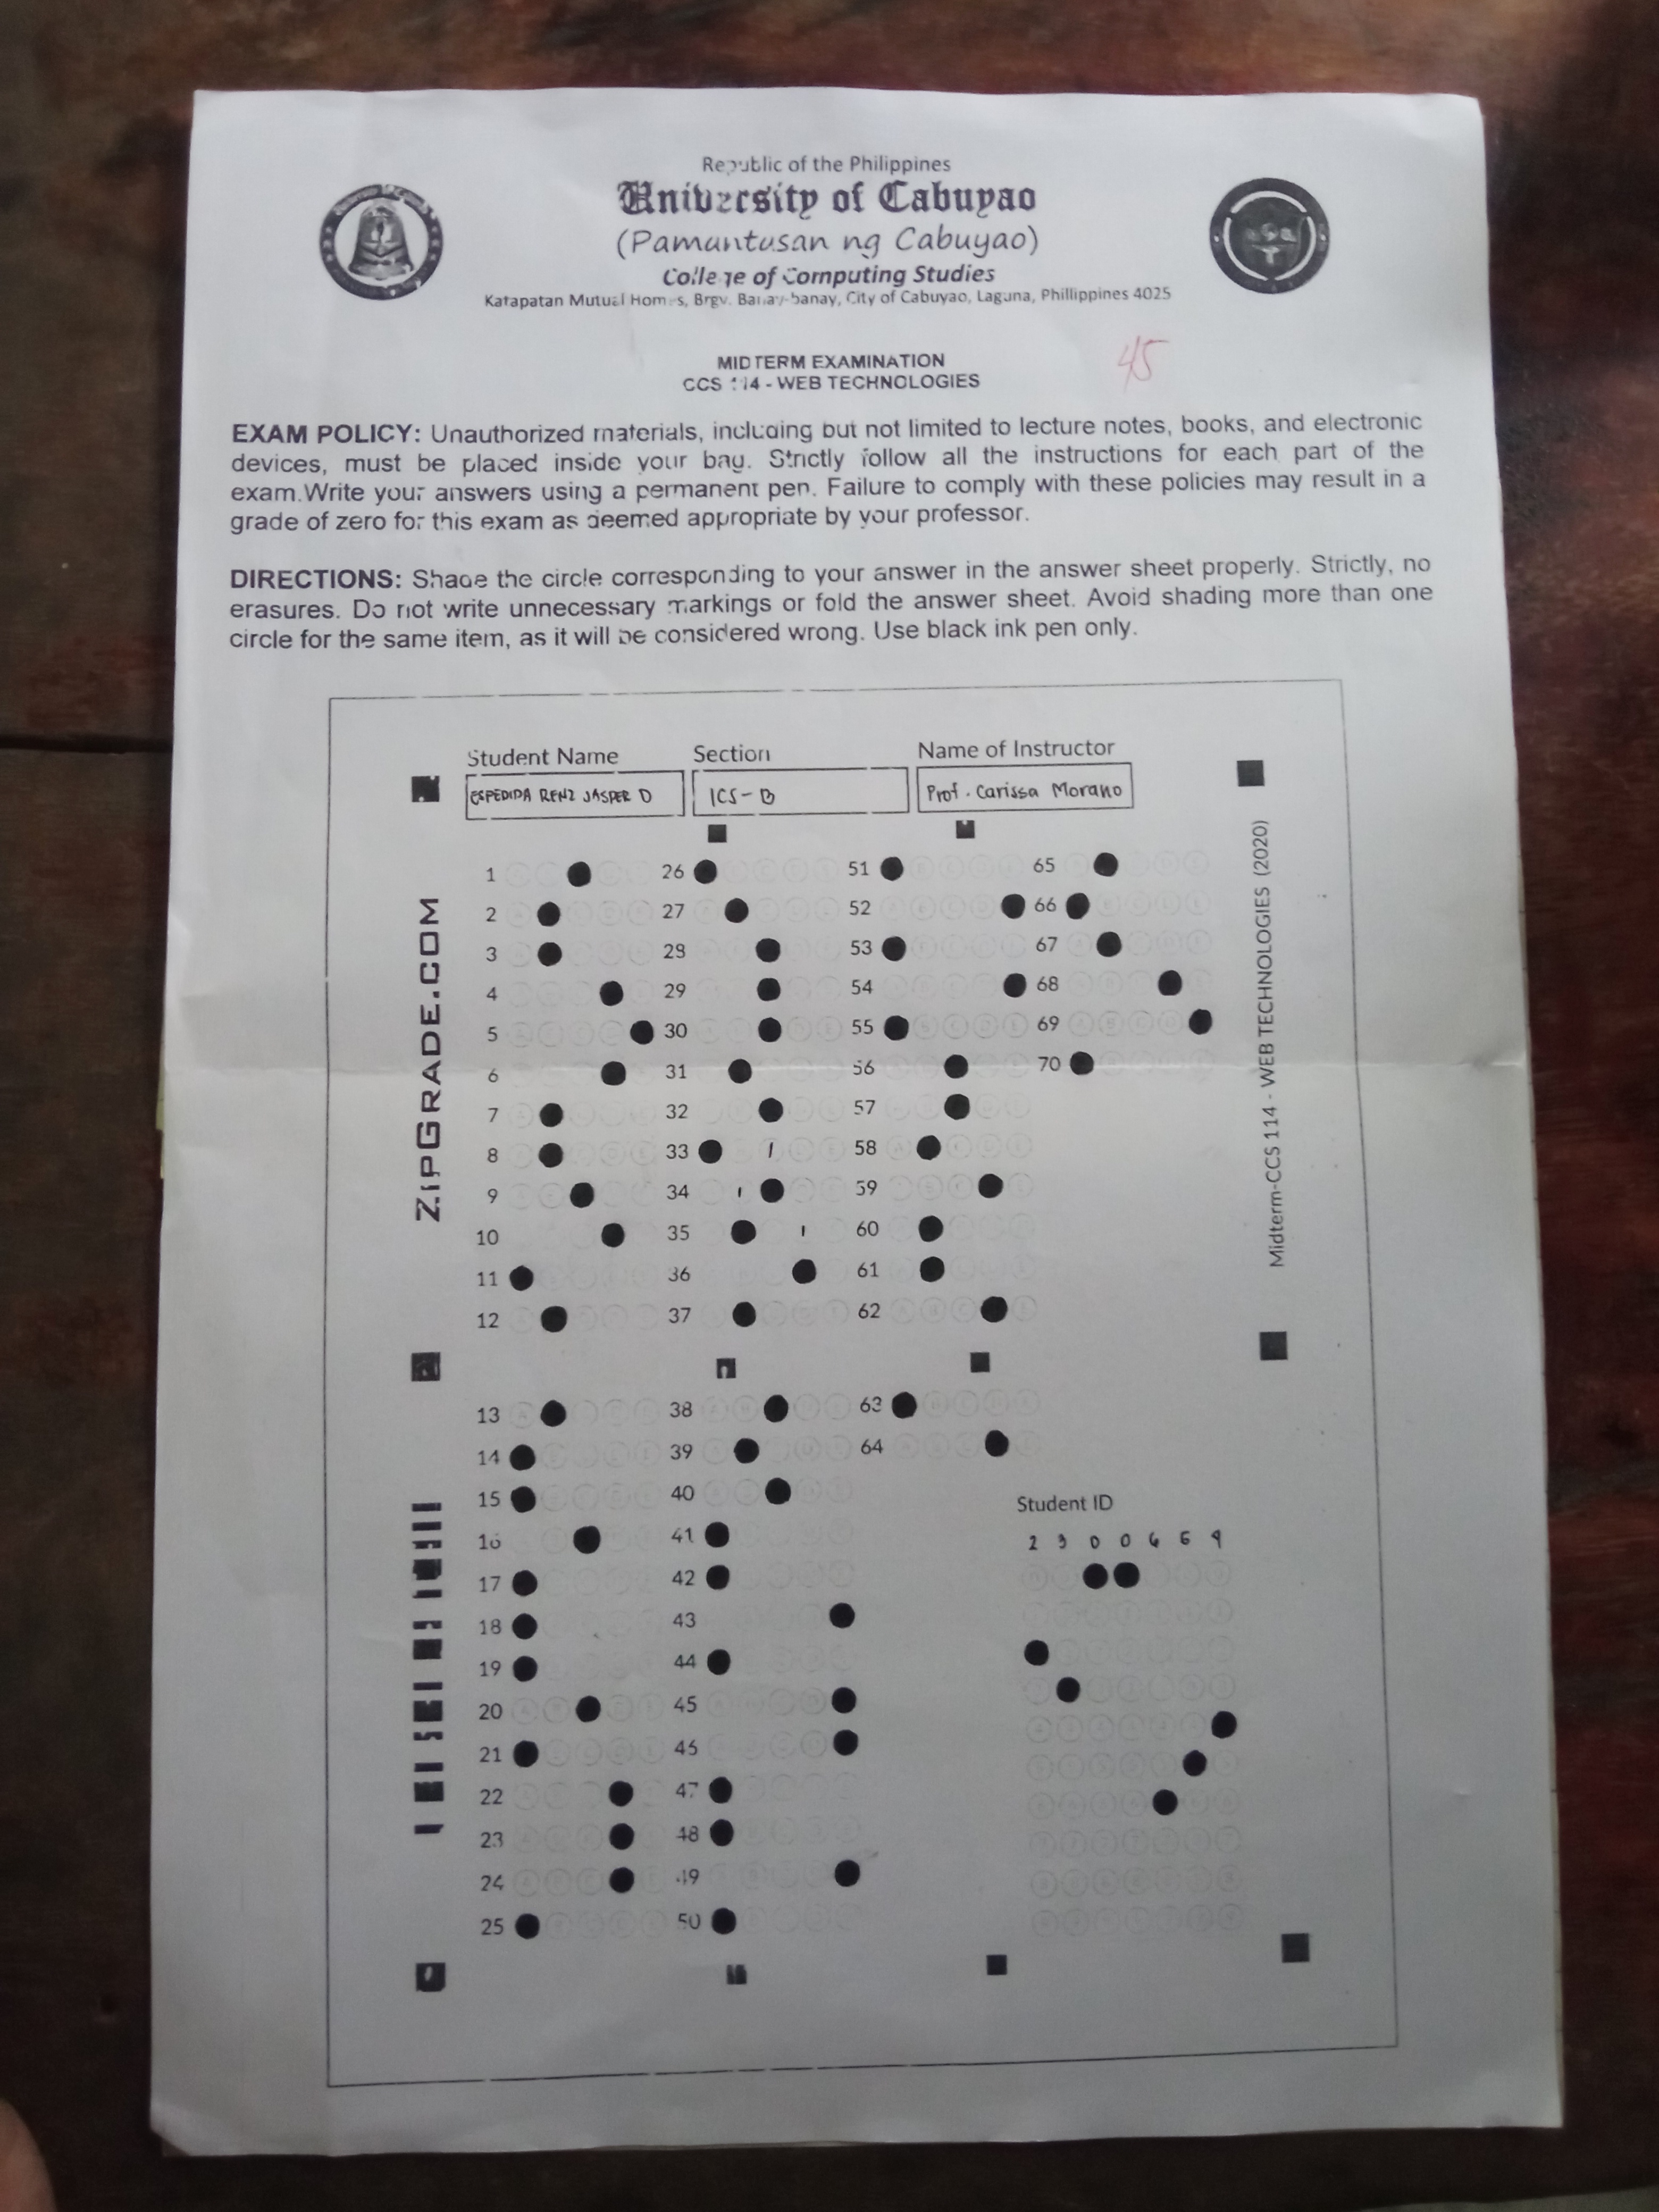 Republic of the Philippines
University of Cabuyao
(Pamantasan ng Cabuyao)
College of Computing Studies
Katapatan Mutual Homes, Brgy. Banay-banay, City of Cabuyao, Laguna, Phillippines 4025
45
MIDTERM EXAMINATION
CCS 114 - WEB TECHNOLOGIES
EXAM POLICY: Unauthorized materials, including but not limited to lecture notes, books, and electronic
devices, must be placed inside your bag. Strictly follow all the instructions for each part of the
exam.Write your answers using a permanent pen. Failure to comply with these policies may result in a
grade of zero for this exam as deemed appropriate by your professor.
DIRECTIONS: Shade the circle corresponding to your answer in the answer sheet properly. Strictly, no
erasures. Do not write unnecessary markings or fold the answer sheet. Avoid shading more than one
circle for the same item, as it will be considered wrong. Use black ink pen only.
Student Name Section Name of Instructor
ESPEDIDA RENZ JASPER D 1CS-B Prof. Carissa Morano
ZIPGRADE.COM
Midterm-CCS 114 - WEB TECHNOLOGIES (2020)
1 26 51 65
2 27 52 66
3 28 53 67
4 29 54 68
5 30 55 69
6 31 56 70
7 32 57
8 33 58
9 34 59
10 35 60
11 36 61
12 37 62
13 38 63
14 39 64
15 40
Student ID
16 41
2 3 0 0 6 5 4
17 42
18 43
19 44
20 45
21 46
22 47
23 48
24 49
25 50